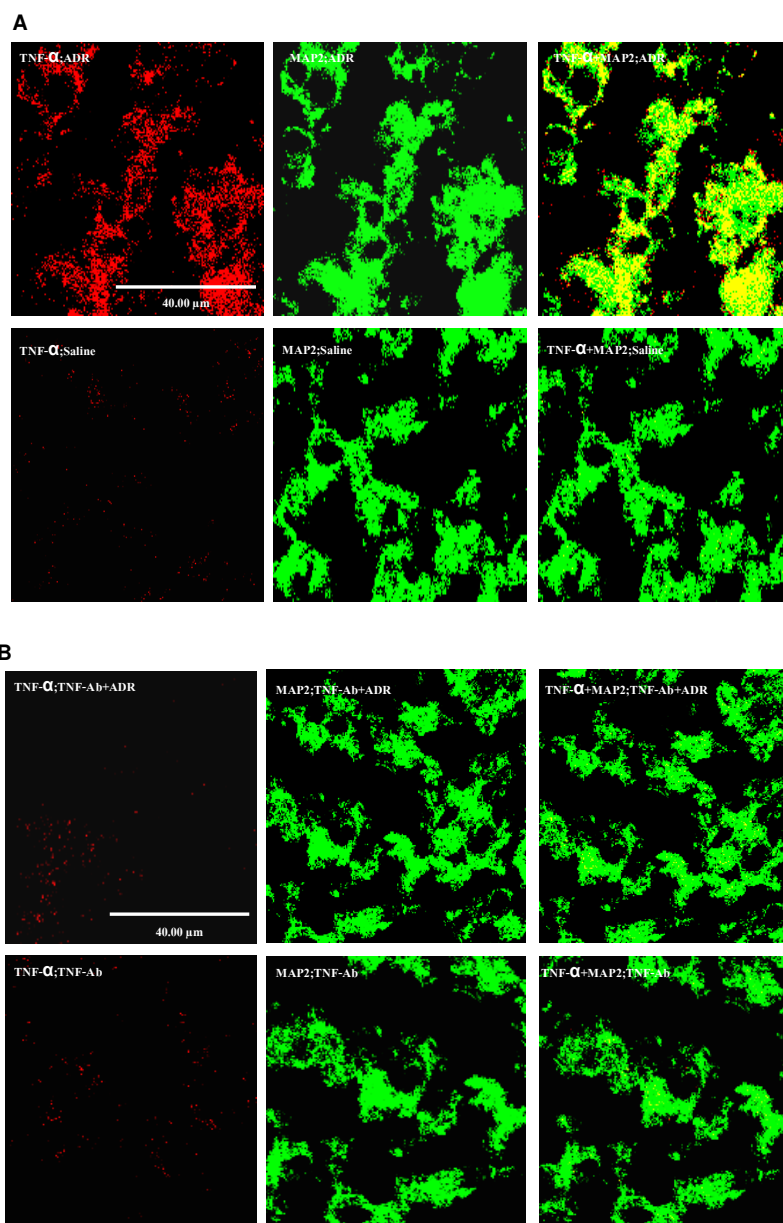 A
TNF-α;ADR
MAP2;ADR
TNF-α+MAP2;ADR
40.00 µm
TNF-α;Saline
MAP2;Saline
TNF-α+MAP2;Saline
B
TNF-α;TNF-Ab+ADR
MAP2;TNF-Ab+ADR
TNF-α+MAP2;TNF-Ab+ADR
40.00 µm
TNF-α;TNF-Ab
MAP2;TNF-Ab
TNF-α+MAP2;TNF-Ab